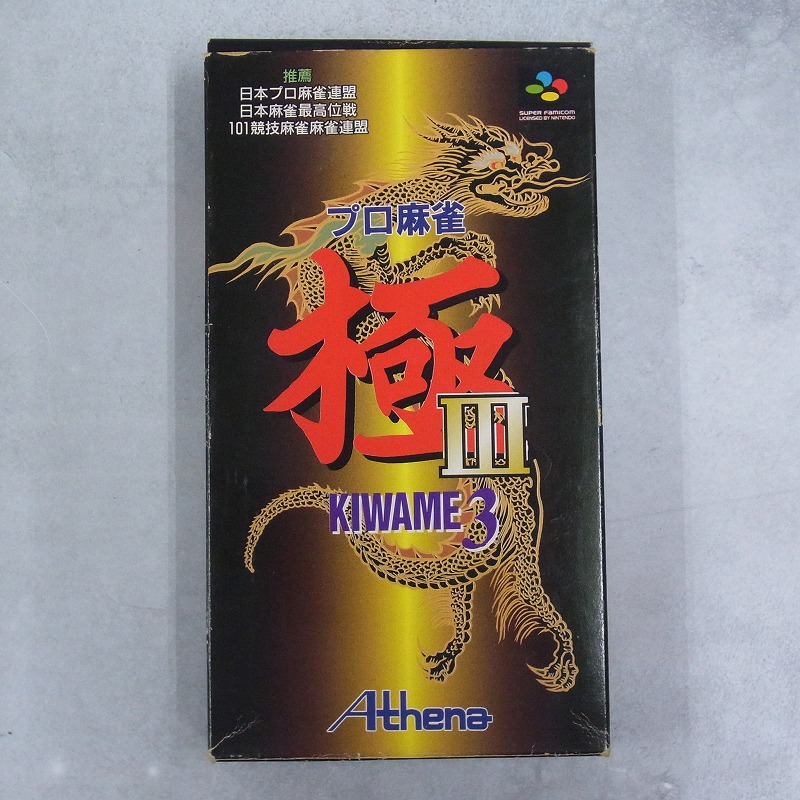 推薦
日本プロ麻雀連盟
日本麻雀最高位戦
101競技麻雀麻雀連盟
SUPER FAMICOM
LICENSED BY NINTENDO
プロ麻雀
極
III
KIWAME 3
Athena